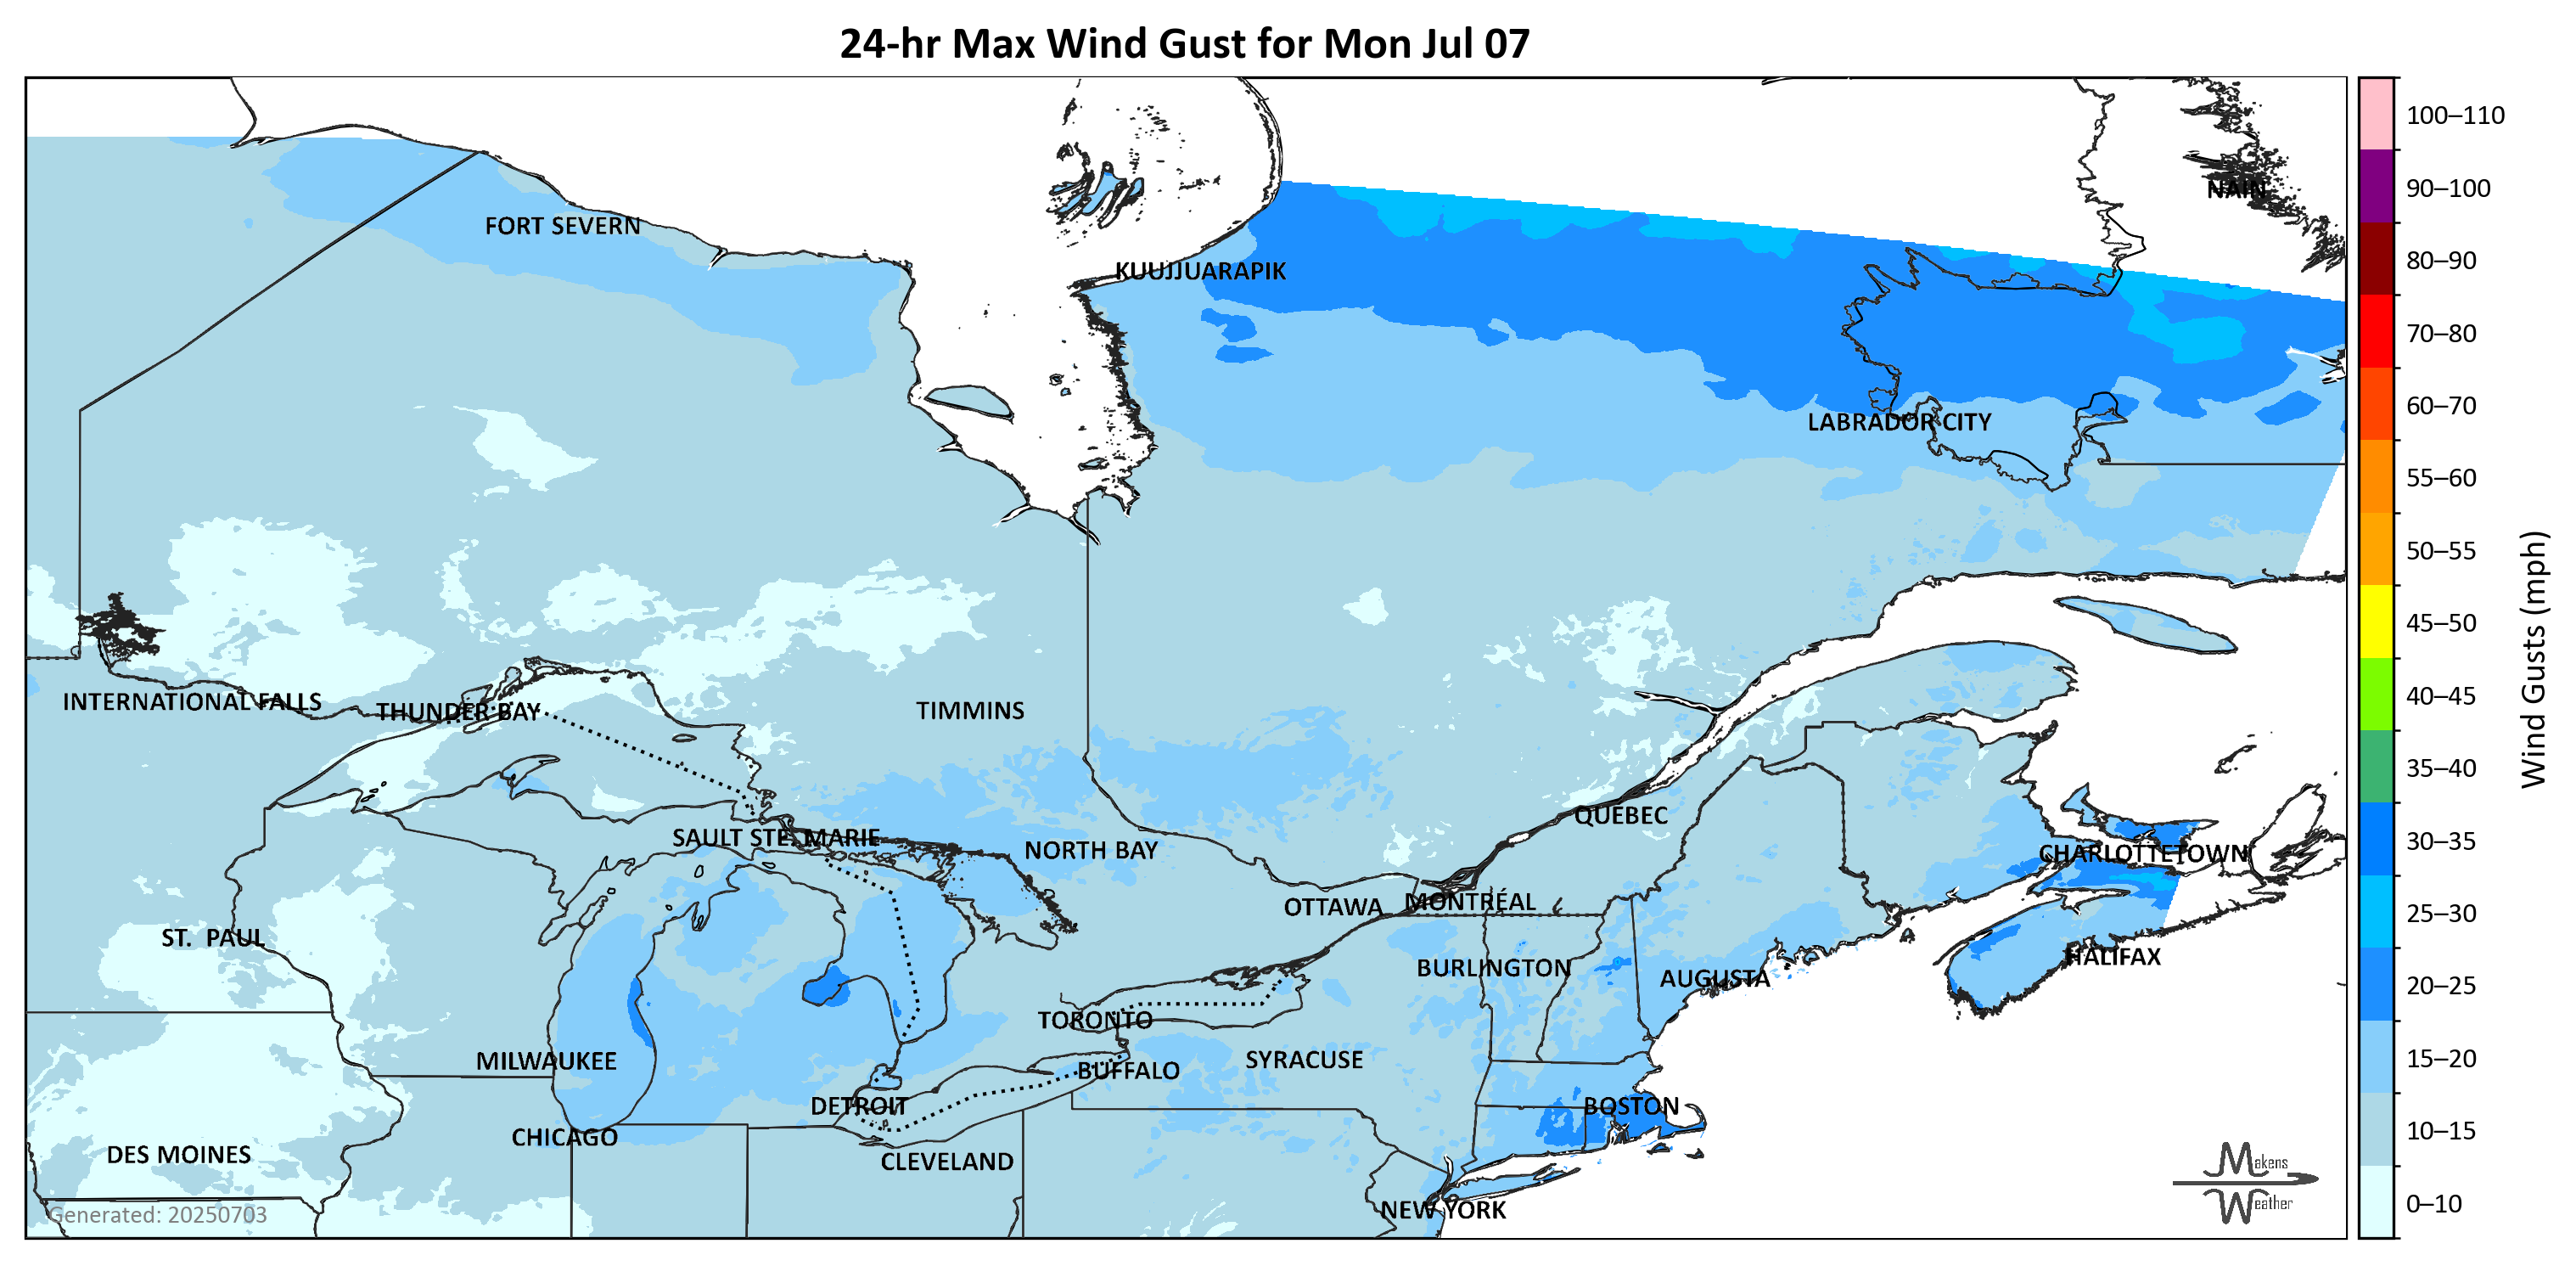 24-hr Max Wind Gust for Mon Jul 07
100–110
90–100
NAIN
FORT SEVERN
80–90
KUUJJUARAPIK
70–80
60–70
LABRADOR CITY
55–60
50–55
45–50
Wind Gusts (mph)
40–45
INTERNATIONAL FALLS
THUNDER BAY
TIMMINS
35–40
QUÉBEC
30–35
SAULT STE. MARIE
NORTH BAY
CHARLOTTETOWN
OTTAWA
MONTRÉAL
25–30
ST. PAUL
HALIFAX
BURLINGTON
AUGUSTA
20–25
TORONTO
MILWAUKEE
SYRACUSE
15–20
BUFFALO
DETROIT
BOSTON
CHICAGO
10–15
DES MOINES
CLEVELAND
Makens
Weather
NEW YORK
0–10
Generated: 20250703